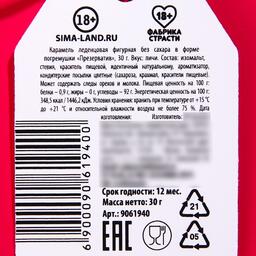 18+
18+
SIMA-LAND.RU
ФАБРИКА
СТРАСТИ
Карамель леденцовая фигурная без сахара в форме
погремушки «Презерватив», 30 г. Вкус: личи. Состав: изомальт,
стевия, краситель пищевой, идентичный натуральному, ароматизатор,
кондитерские посыпки цветные (сахароза, крахмал, красители пищевые).
Может содержать следы орехов и молока. Пищевая ценность на 100 г:
белки – 0,9 г, жиры – 0 г, углеводы – 92 г. Энергетическая ценность на 100 г:
348,5 ккал / 1446,2 кДж. Условия хранения: хранить при температуре от + 15 °C
до + 21 °C и относительной влажности воздуха не более 75 %. Дата
изготовления: Изготовитель:
Срок годности: 12 мес.
Масса нетто: 30 г
Арт. 9061940
6 900090 619400
EAC
21
05